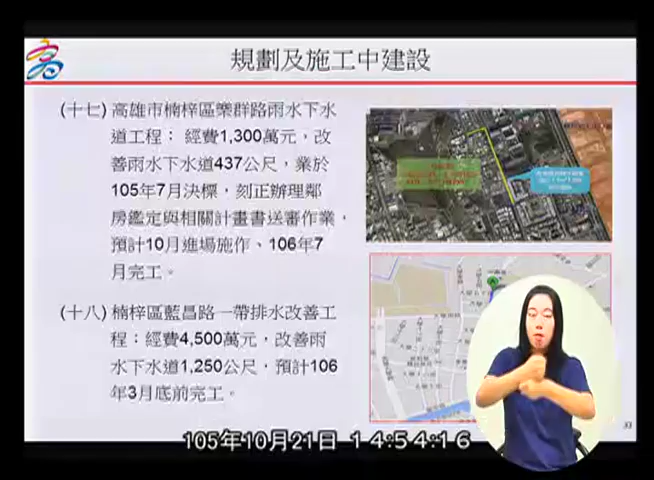 規劃及施工中建設
(十七) 高雄市楠梓區樂群路雨水下水
道工程： 經費1,300萬元，改
善雨水下水道437公尺，業於
105年7月決標，刻正辦理鄰
房鑑定與相關計畫書送審作業，
預計10月進場施作、106年7
月完工。
(十八) 楠梓區藍昌路一帶排水改善工
程：經費4,500萬元，改善雨
水下水道1,250公尺，預計106
年3月底前完工。
33
105年10月21日 14:54:16